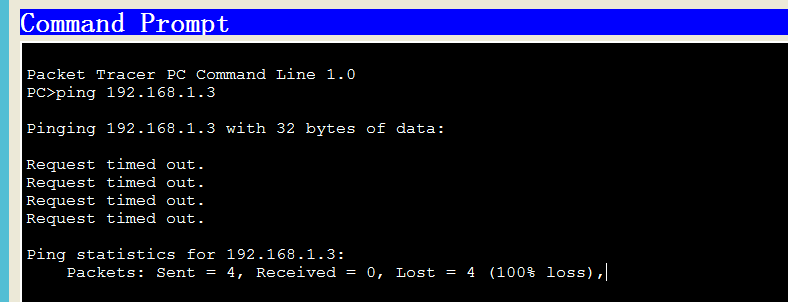 Command Prompt
Packet Tracer PC Command Line 1.0
PC>ping 192.168.1.3
Pinging 192.168.1.3 with 32 bytes of data:
Request timed out.
Request timed out.
Request timed out.
Request timed out.
Ping statistics for 192.168.1.3:
Packets: Sent = 4, Received = 0, Lost = 4 (100% loss),